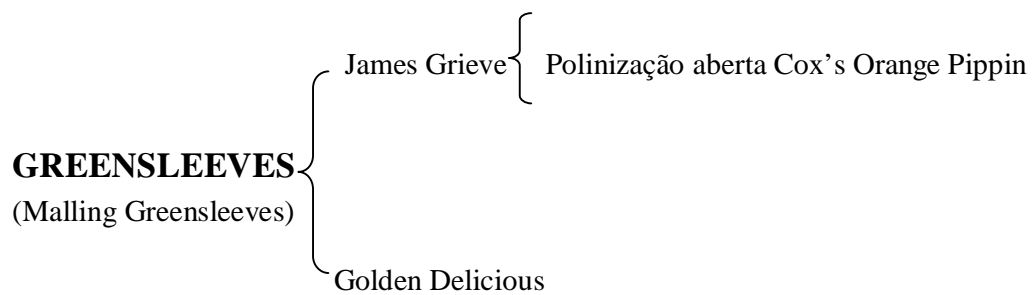 James Grieve
Polinização aberta Cox’s Orange Pippin
GREENSLEEVES
(Malling Greensleeves)
Golden Delicious